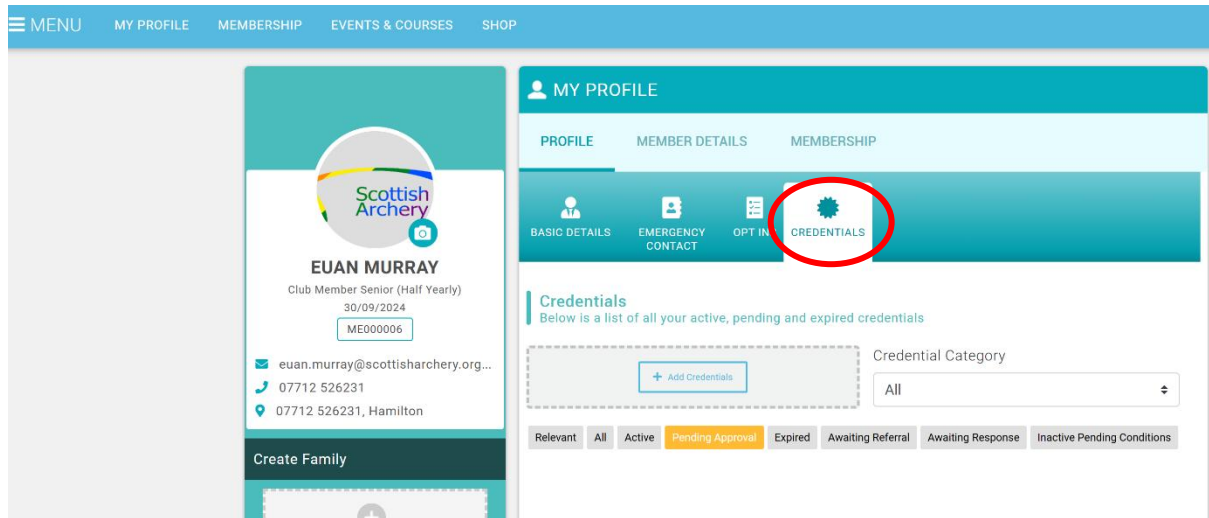 MENU MY PROFILE MEMBERSHIP EVENTS & COURSES SHOP
Scottish
Archery
EUAN MURRAY
Club Member Senior (Half Yearly)
30/09/2024
ME000006
euan.murray@scottisharchery.org...
07712 526231
07712 526231, Hamilton
Create Family
MY PROFILE
PROFILE MEMBER DETAILS MEMBERSHIP
BASIC DETAILS
EMERGENCY
CONTACT
OPT IN
CREDENTIALS
Credentials
Below is a list of all your active, pending and expired credentials
+ Add Credentials
Credential Category
All
Relevant All Active Pending Approval Expired Awaiting Referral Awaiting Response Inactive Pending Conditions